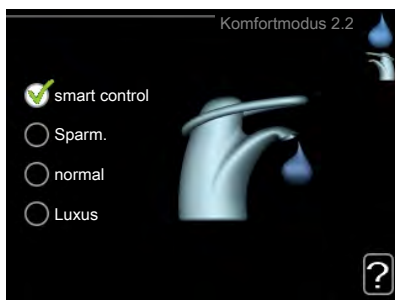 Komfortmodus 2.2
smart control
Sparm.
normal
Luxus
?